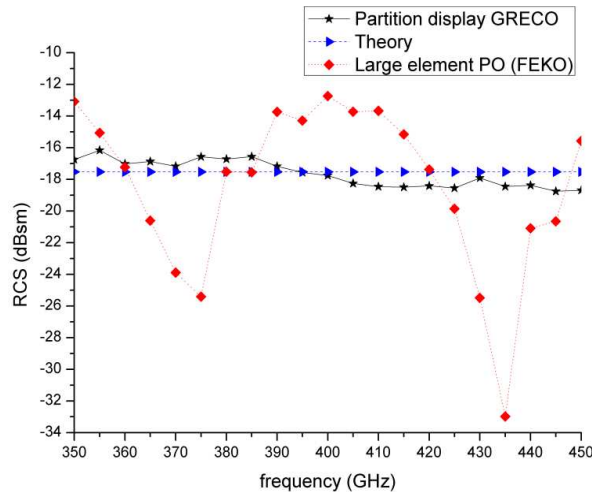 Partition display GRECO
Theory
Large element PO (FEKO)
-10
-12
-14
-16
-18
-20
-22
-24
-26
-28
-30
-32
-34
RCS (dBsm)
350 360 370 380 390 400 410 420 430 440 450
frequency (GHz)